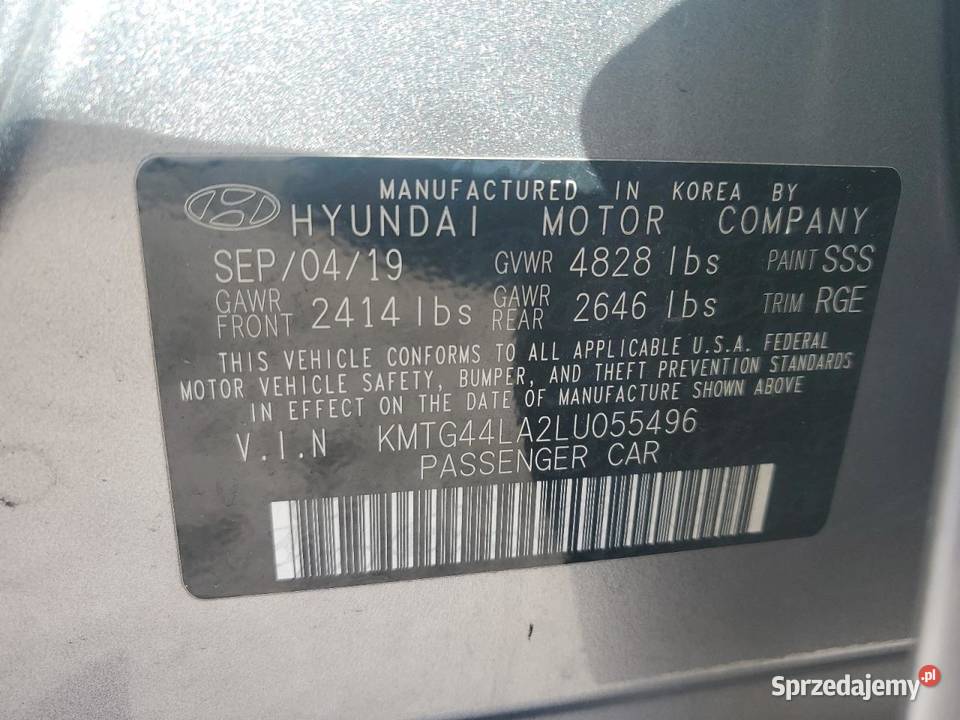 MANUFACTURED IN KOREA BY
HYUNDAI MOTOR COMPANY
SEP/04/19 GVWR 4828 lbs PAINT SSS
GAWR FRONT 2414 lbs GAWR REAR 2646 lbs TRIM RGE
THIS VEHICLE CONFORMS TO ALL APPLICABLE U.S.A. FEDERAL
MOTOR VEHICLE SAFETY, BUMPER, AND THEFT PREVENTION STANDARDS
IN EFFECT ON THE DATE OF MANUFACTURE SHOWN ABOVE
V.I.N KMTG44LA2LU055496
PASSENGER CAR
Sprzedajemy.pl